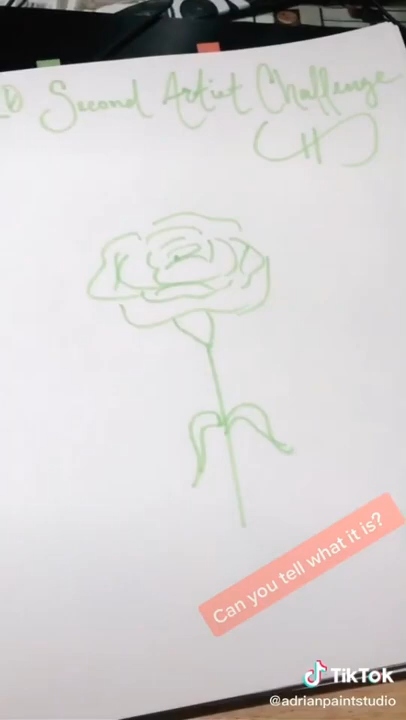 Second Artist Challenge
Can you tell what it is?
TikTok
@adrianpaintstudio